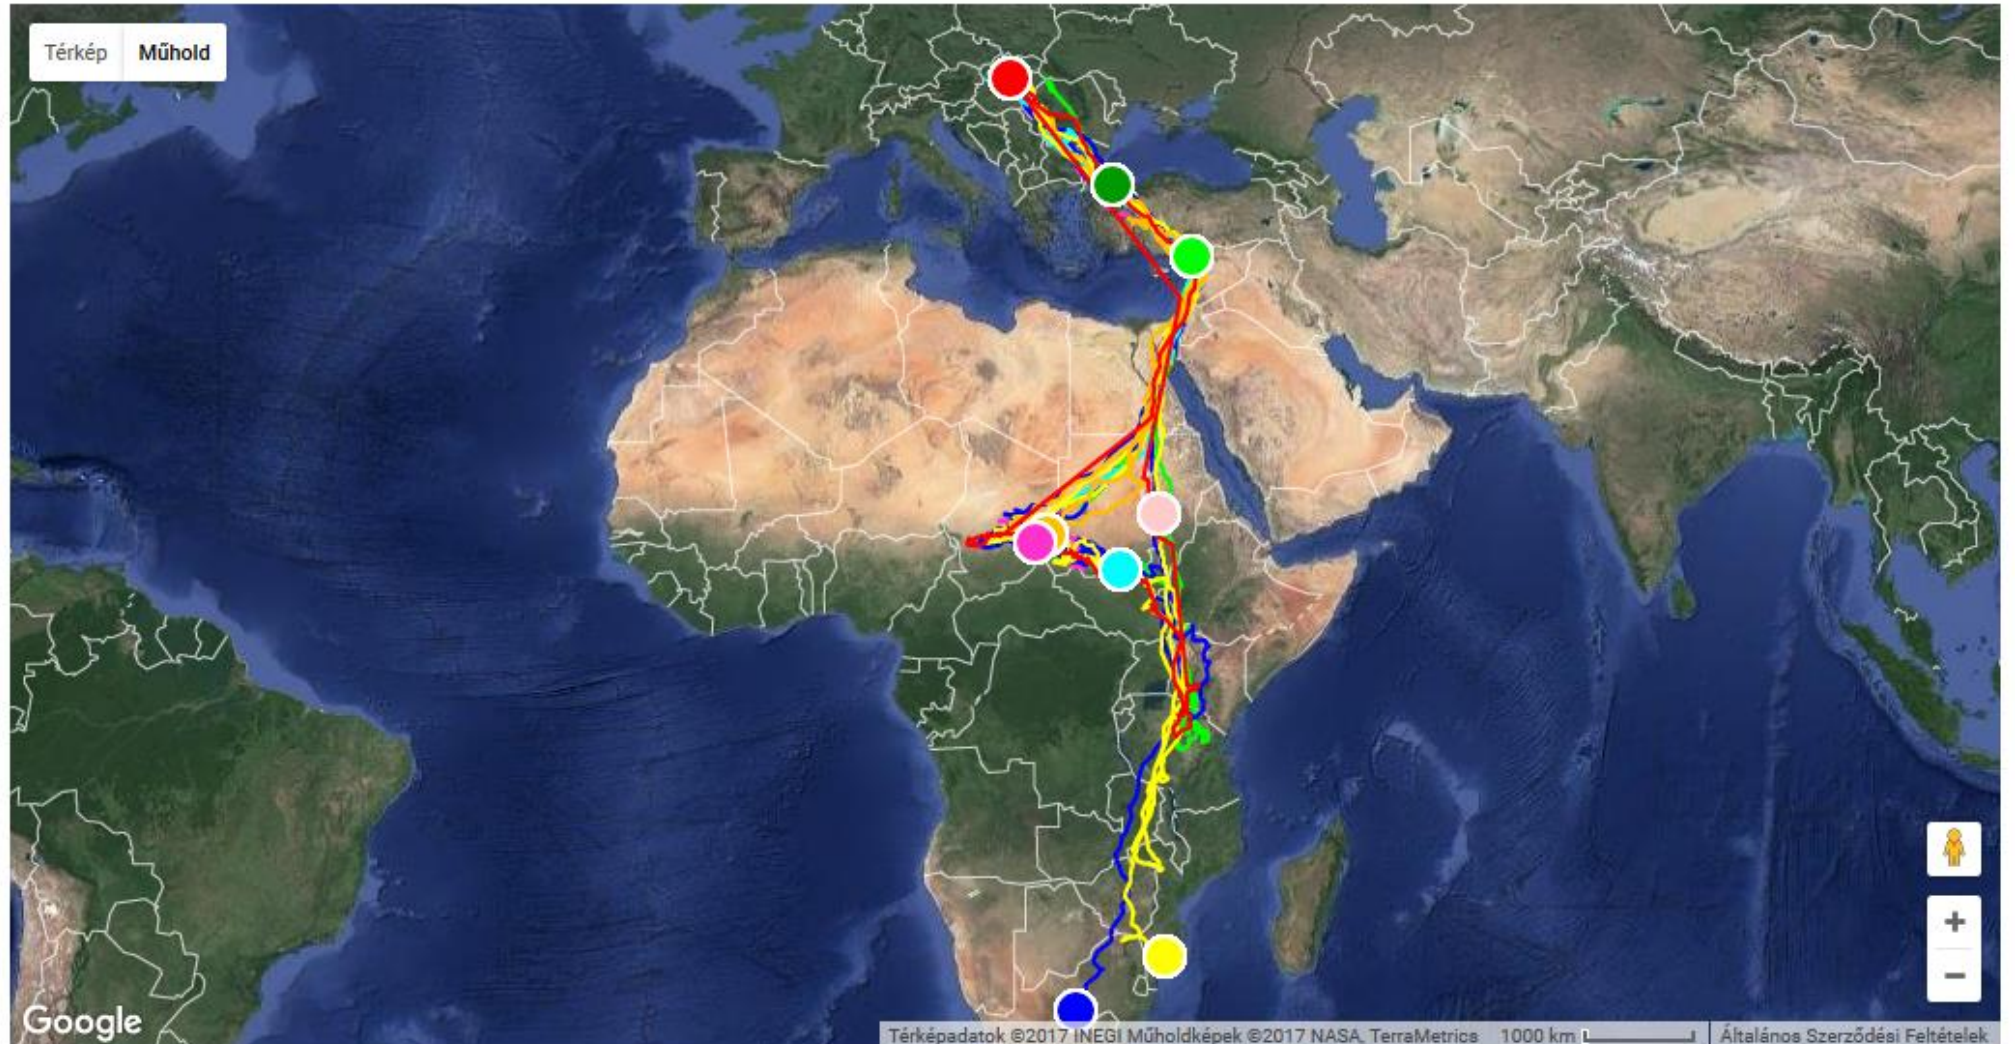 Térkép Műhold
Google
Térképadatok ©2017 INEGI Műholdképek ©2017 NASA, TerraMetrics 1000 km Általános Szerződési Feltételek